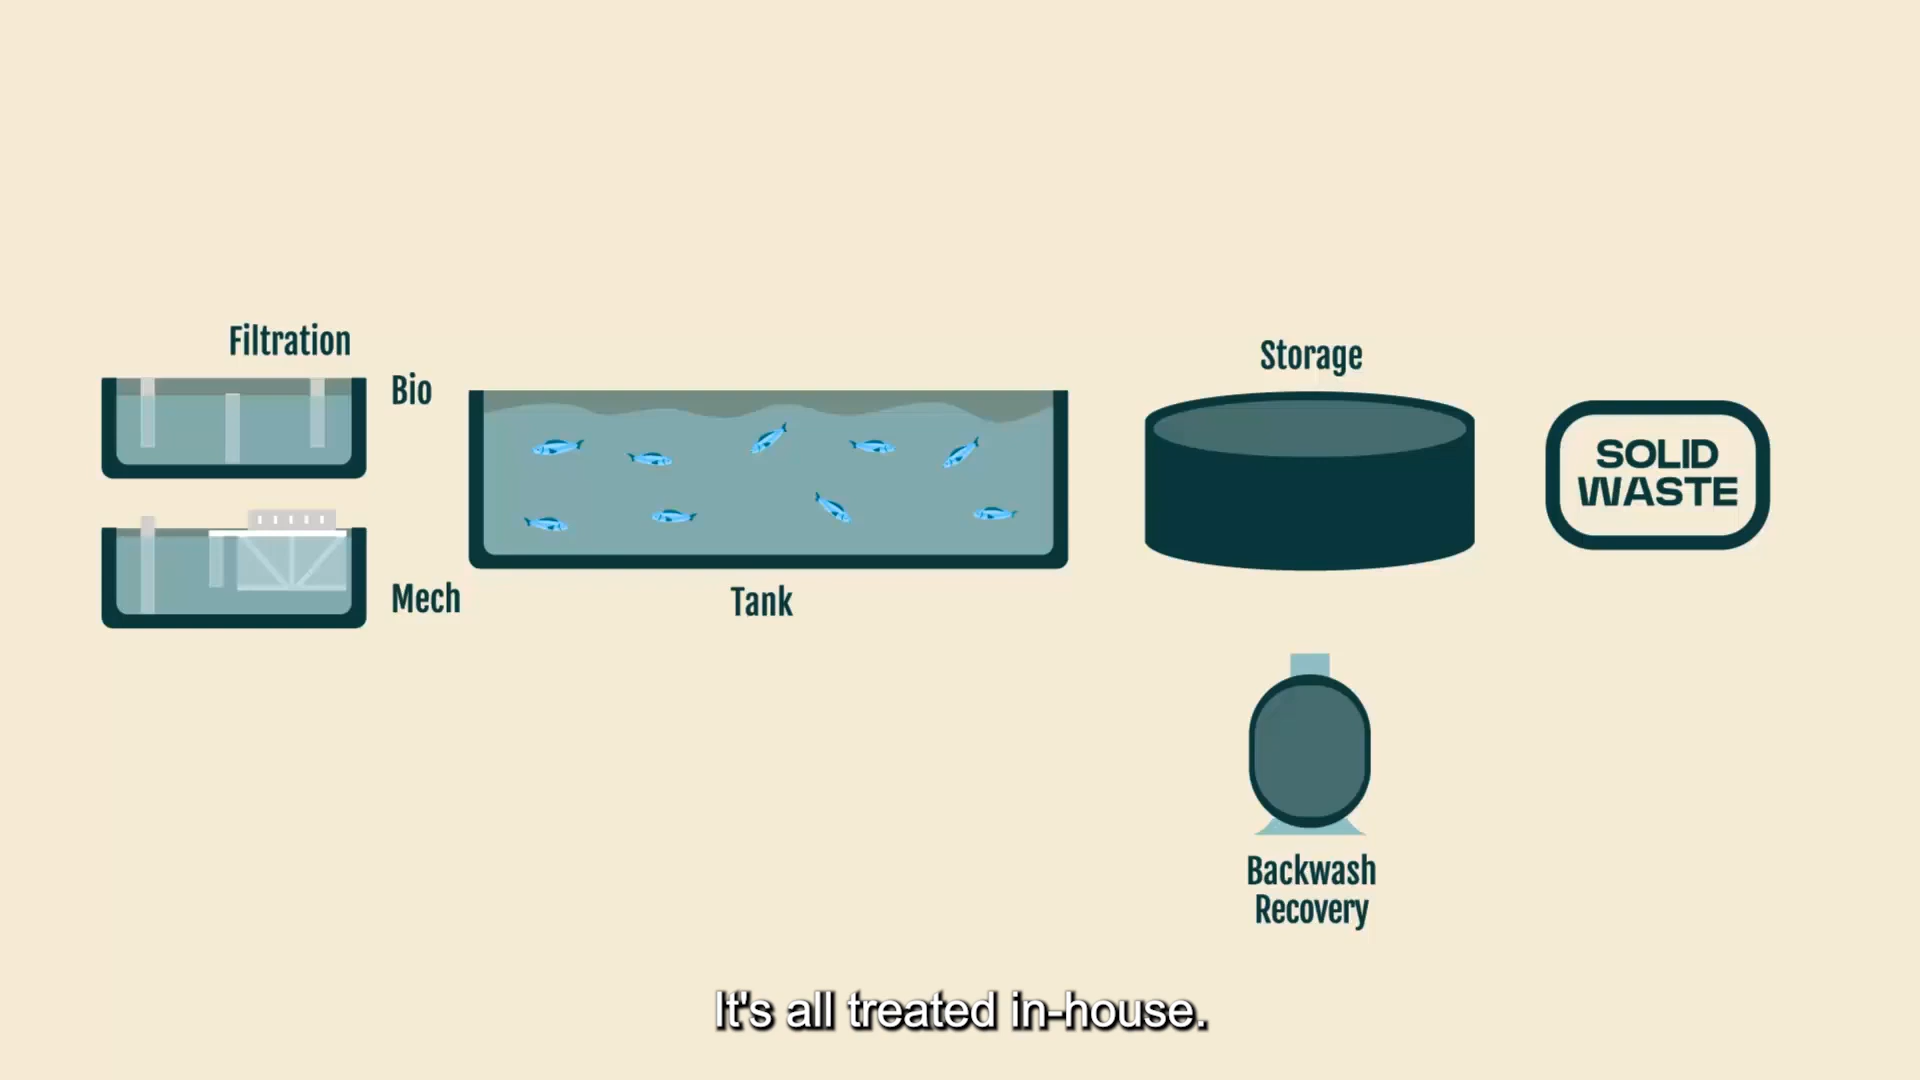 Filtration
Bio
Mech
Tank
Storage
SOLID
WASTE
Backwash
Recovery
It's all treated in-house.